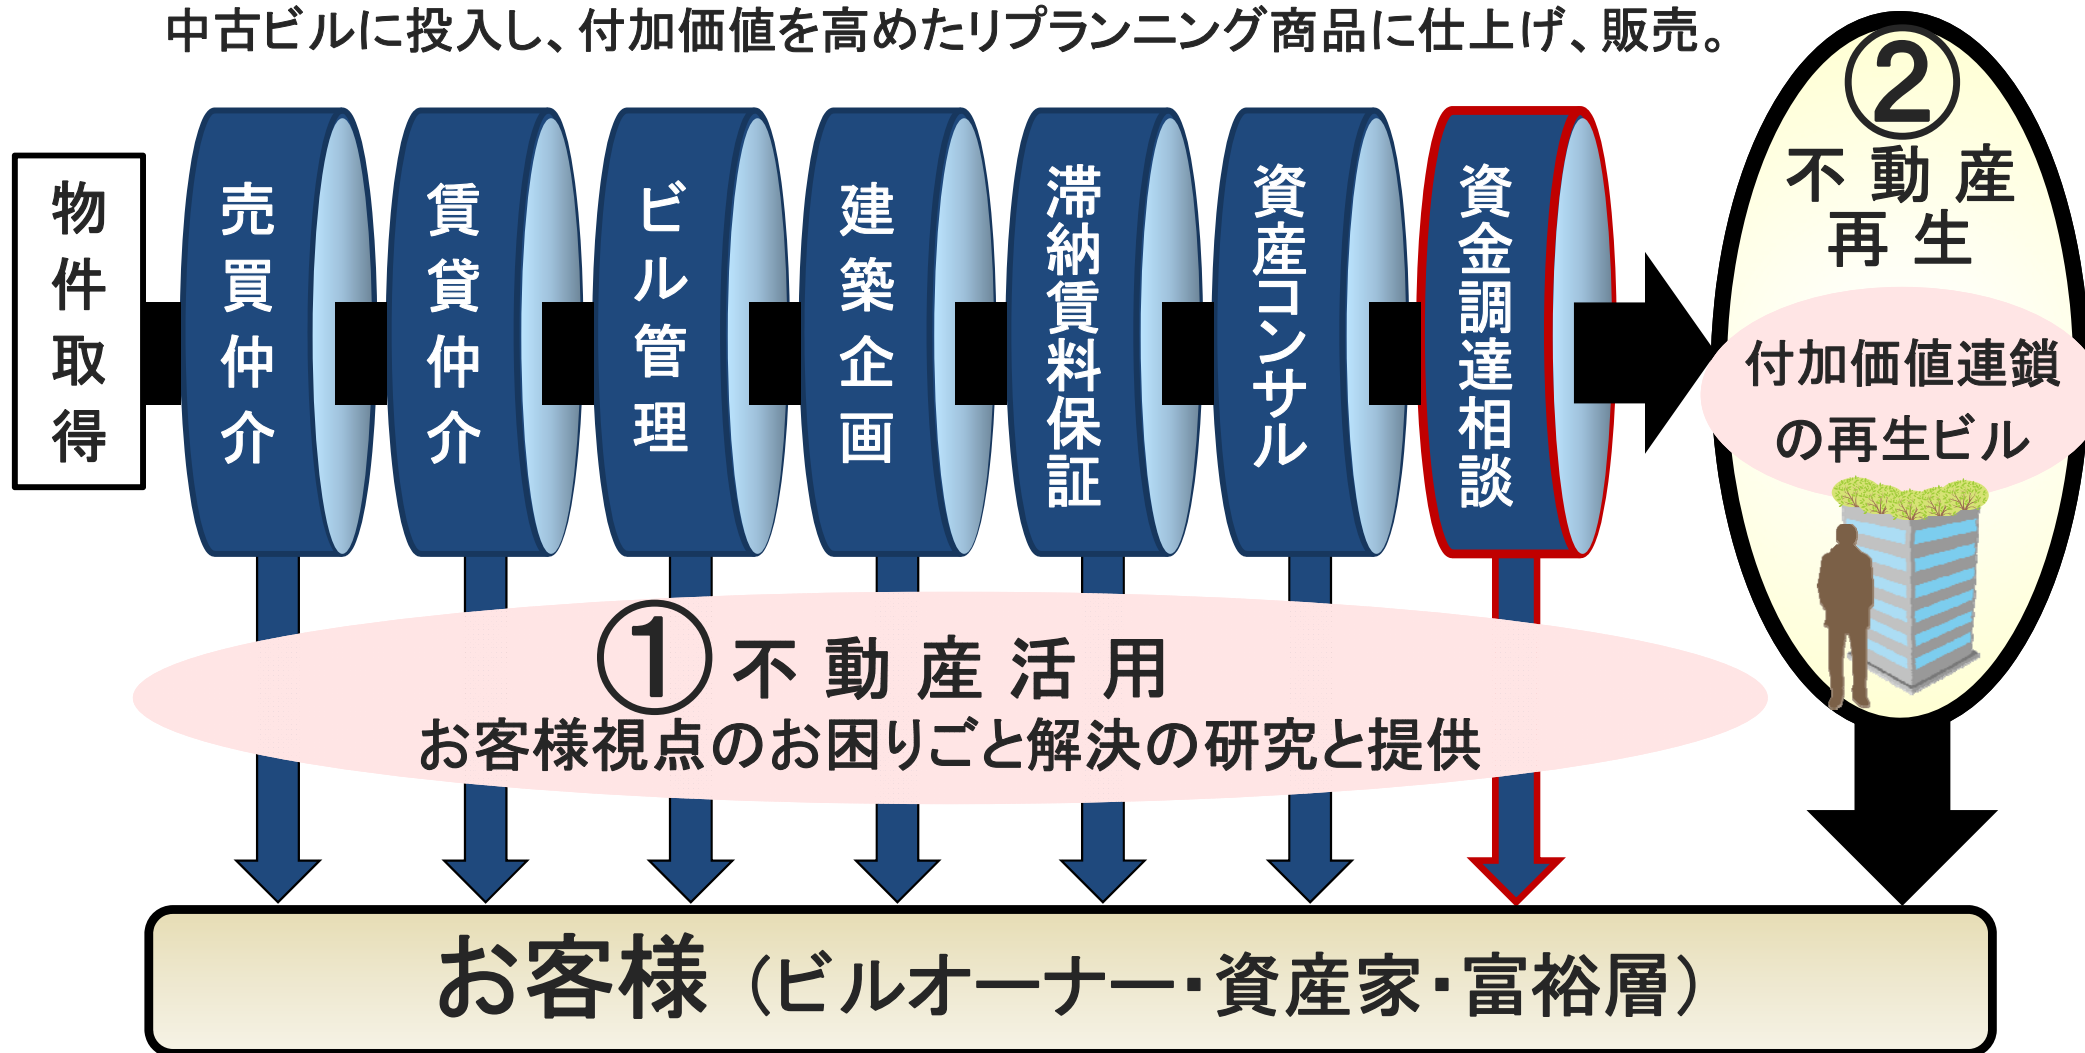 中古ビルに投入し、付加価値を高めたリプランニング商品に仕上げ、販売。
物件取得
売買仲介
賃貸仲介
ビル管理
建築企画
滞納賃料保証
資産コンサル
資金調達相談
②
不動産
再生
付加価値連鎖
の再生ビル
①不動産活用
お客様視点のお困りごと解決の研究と提供
お客様（ビルオーナー・資産家・富裕層）